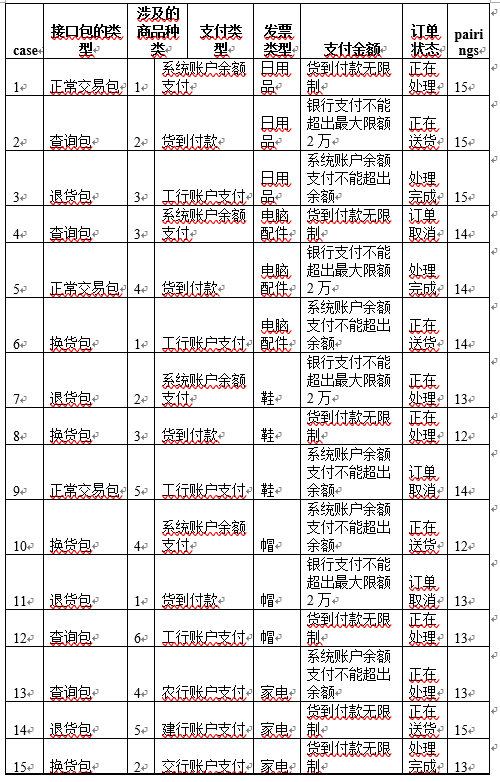 case 接口包的类型 涉及的商品种类 支付类型 发票类型 支付金额 订单状态 pairings
1 正常交易包 1 系统账户余额支付 日用品 货到付款无限制 正在处理 15
2 查询包 2 货到付款 日用品 银行支付不能超出最大限额2万 正在送货 15
3 退货包 3 工行账户支付 日用品 系统账户余额支付不能超出余额 处理完成 15
4 查询包 3 系统账户余额支付 电脑配件 货到付款无限制 订单取消 14
5 正常交易包 4 货到付款 电脑配件 银行支付不能超出最大限额2万 处理完成 14
6 换货包 1 工行账户支付 电脑配件 系统账户余额支付不能超出余额 正在送货 14
7 退货包 2 系统账户余额支付 鞋 银行支付不能超出最大限额2万 正在处理 13
8 换货包 3 货到付款 鞋 货到付款无限制 正在处理 12
9 正常交易包 5 工行账户支付 鞋 系统账户余额支付不能超出余额 订单取消 14
10 换货包 4 系统账户余额支付 帽 系统账户余额支付不能超出余额 正在送货 12
11 退货包 1 货到付款 帽 银行支付不能超出最大限额2万 订单取消 13
12 查询包 6 工行账户支付 帽 货到付款无限制 正在处理 13
13 查询包 4 农行账户支付 家电 系统账户余额支付不能超出余额 正在处理 13
14 退货包 5 建行账户支付 家电 货到付款无限制 正在送货 15
15 换货包 2 交行账户支付 家电 货到付款无限制 处理完成 13